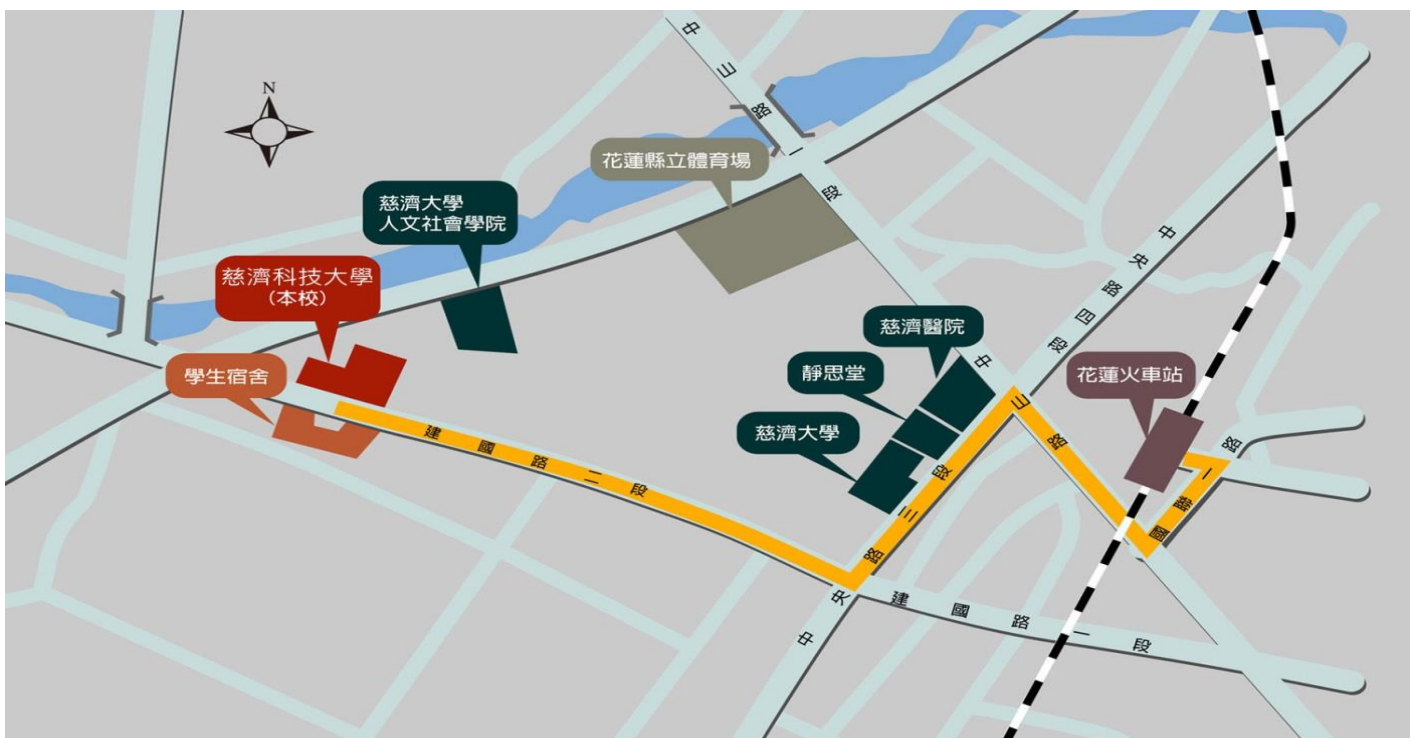 中山路一段
N
花蓮縣立體育場
慈濟大學
人文社會學院
慈濟科技大學
(本校)
學生宿舍
慈濟醫院
靜思堂
慈濟大學
花蓮火車站
中央路四段
中山路
國聯一路
建國路二段
中央路三段
建國路一段